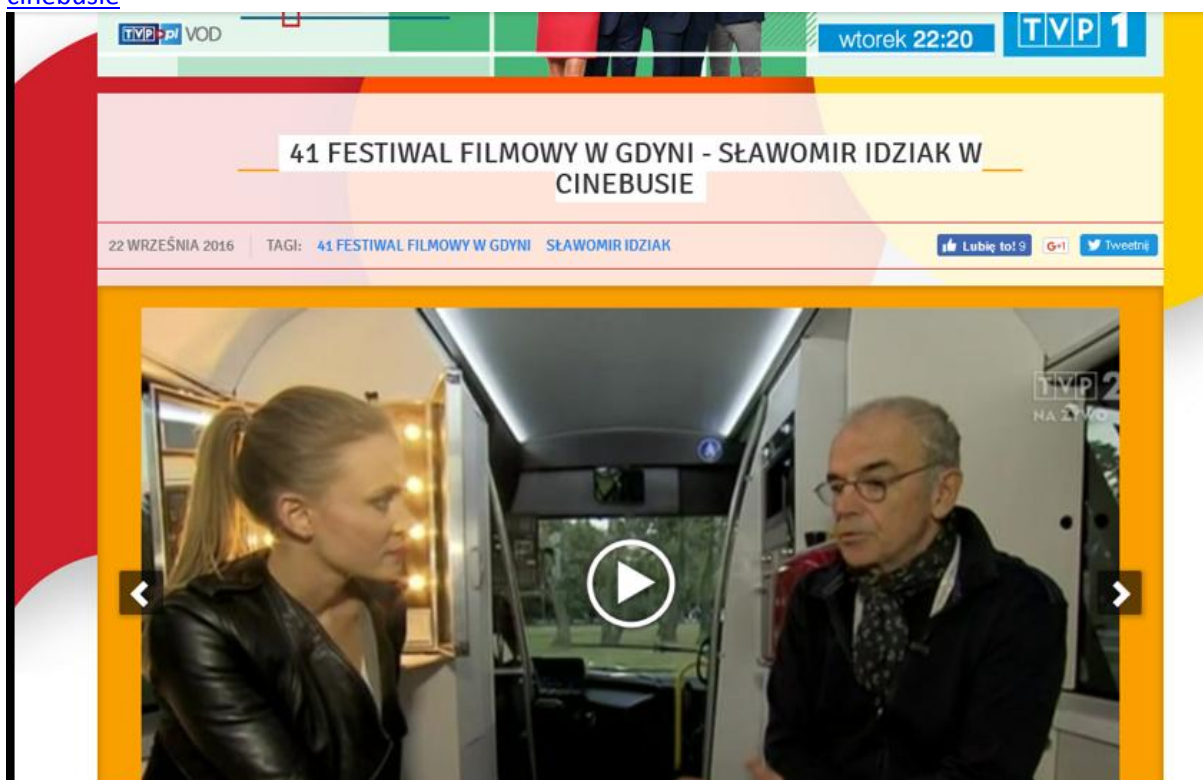 cinebusie
TVP.pl VOD
wtorek 22:20
TVP 1
41 FESTIWAL FILMOWY W GDYNI - SŁAWOMIR IDZIAK W
CINEBUSIE
22 WRZEŚNIA 2016 TAGI: 41 FESTIWAL FILMOWY W GDYNI SŁAWOMIR IDZIAK
Lubię to! 9 G+1 Tweetnij
TVP 2
NA ŻYWO